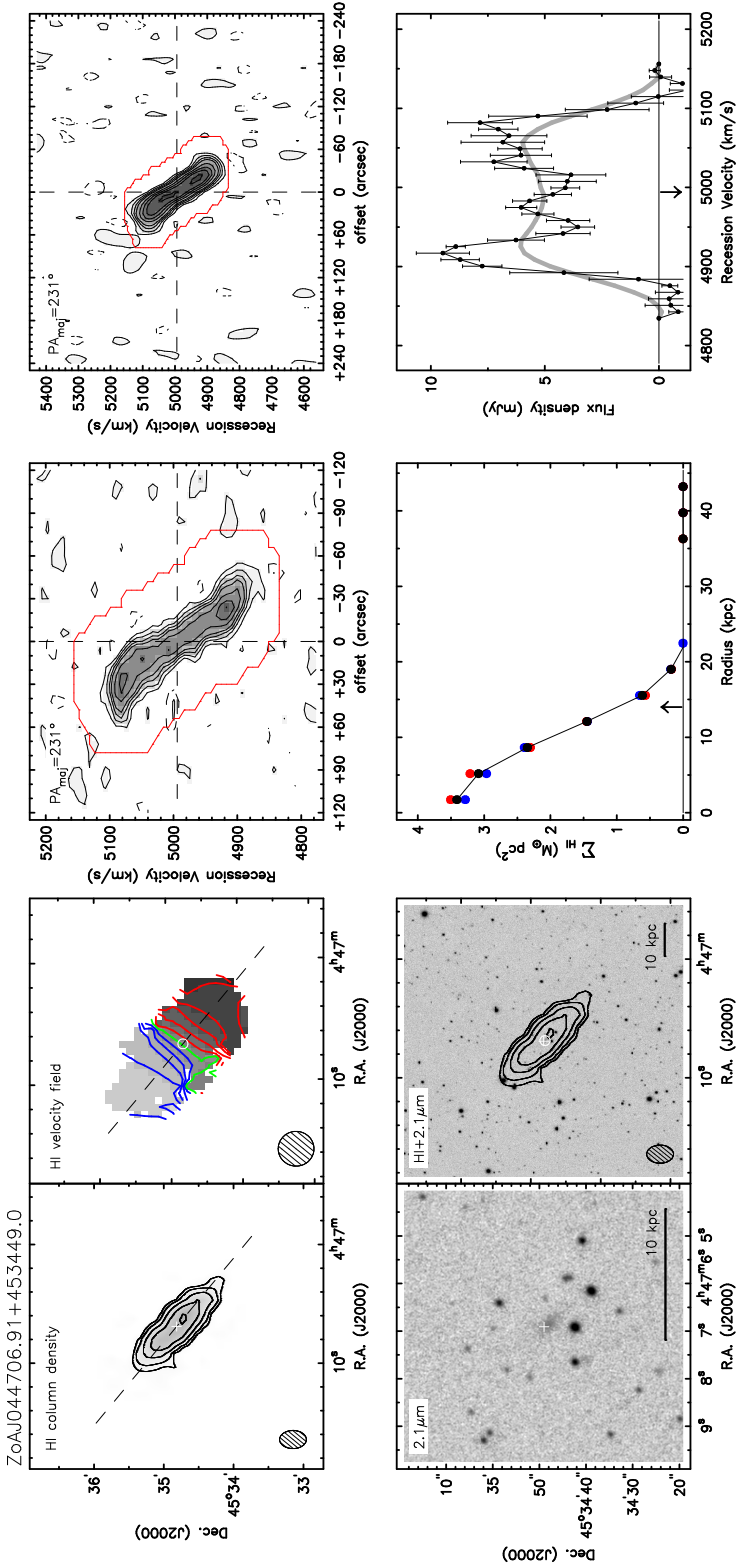 ZoAJ044706.91+453449.0
HI column density
36
35
45°34'
33
Dec. (J2000)
10ˢ 4ʰ47ᵐ
R.A. (J2000)
HI velocity field
10ˢ 4ʰ47ᵐ
R.A. (J2000)
PAmaj=231°
5200
5100
5000
4900
4800
Recession Velocity (km/s)
+120 +90 +60 +30 0 −30 −60 −90 −120
offset (arcsec)
PAmaj=231°
5400
5300
5200
5100
5000
4900
4800
4700
4600
Recession Velocity (km/s)
+240 +180 +120 +60 0 −60 −120 −180 −240
offset (arcsec)
2.1μm
10"
35'
50"
45°34'40"
34'30"
20"
Dec. (J2000)
10 kpc
9ˢ 8ˢ 7ˢ 4ʰ47ᵐ6ˢ 5ˢ
R.A. (J2000)
HI+2.1μm
10 kpc
10ˢ 4ʰ47ᵐ
R.A. (J2000)
4
3
2
1
0
Σ HI (M⊙ pc²)
0 10 20 30 40
Radius (kpc)
10
5
0
Flux density (mJy)
4800 4900 5000 5100 5200
Recession Velocity (km/s)